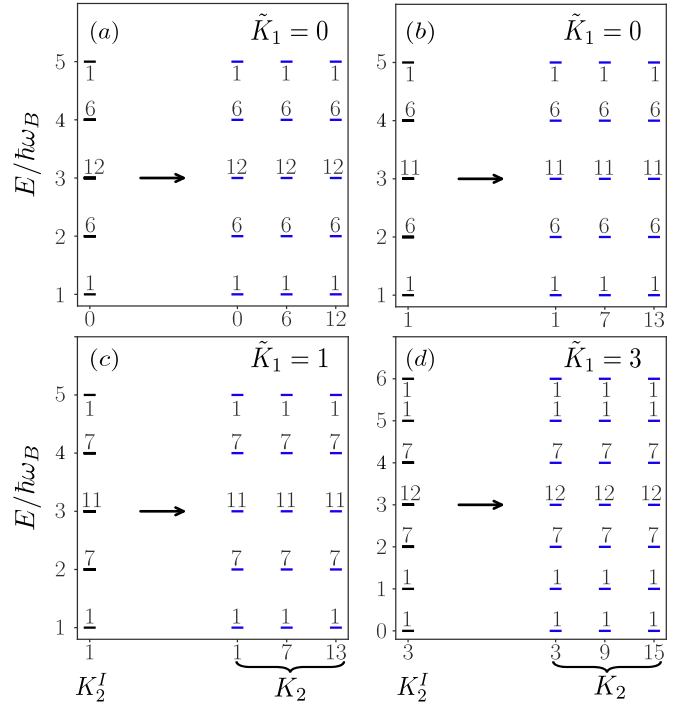 (a) K̃₁ = 0
(b) K̃₁ = 0
E/ħω_B
5 1 1 1 1
4 6 6 6 6
3 12 12 12 12
2 6 6 6 6
1 1 1 1 1
0 0 6 12
5 1 1 1 1
4 6 6 6 6
3 11 11 11 11
2 6 6 6 6
1 1 1 1 1
1 1 7 13
(c) K̃₁ = 1
(d) K̃₁ = 3
E/ħω_B
5 1 1 1 1
4 7 7 7 7
3 11 11 11 11
2 7 7 7 7
1 1 1 1 1
1 1 7 13
K₂ᴵ K₂
6 1 1 1 1
5 1 1 1 1
4 7 7 7 7
3 12 12 12 12
2 7 7 7 7
1 1 1 1 1
0 1 1 1 1
3 3 9 15
K₂ᴵ K₂